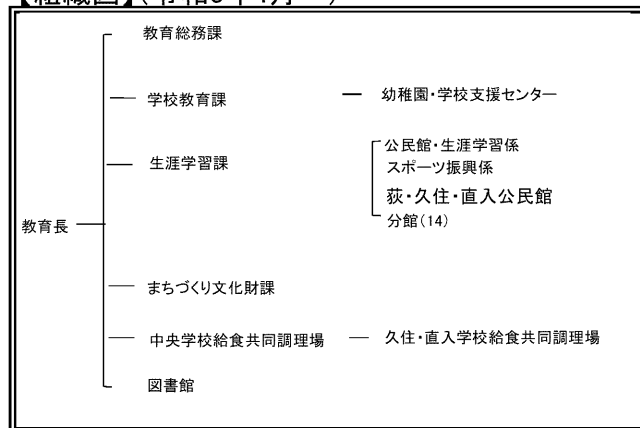 教育総務課
学校教育課 幼稚園・学校支援センター
生涯学習課
公民館・生涯学習係
スポーツ振興係
荻・久住・直入公民館
分館(14)
教育長
まちづくり文化財課
中央学校給食共同調理場 久住・直入学校給食共同調理場
図書館